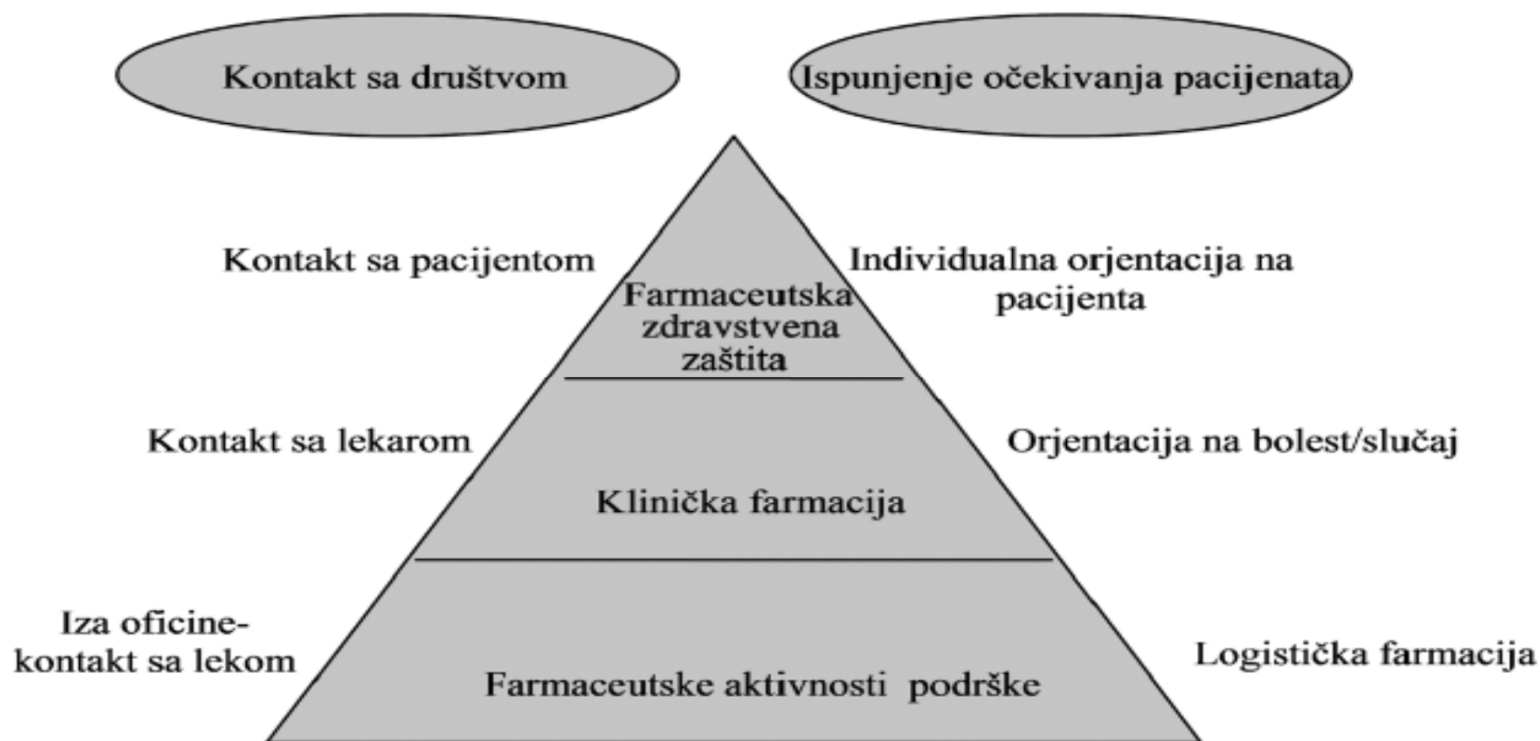 Kontakt sa društvom
Ispunjenje očekivanja pacijenata
Kontakt sa pacijentom
Individualna orjentacija na
pacijenta
Farmaceutska
zdravstvena
zaštita
Kontakt sa lekarom
Orjentacija na bolest/slučaj
Klinička farmacija
Iza oficine-
kontakt sa lekom
Logistička farmacija
Farmaceutske aktivnosti podrške